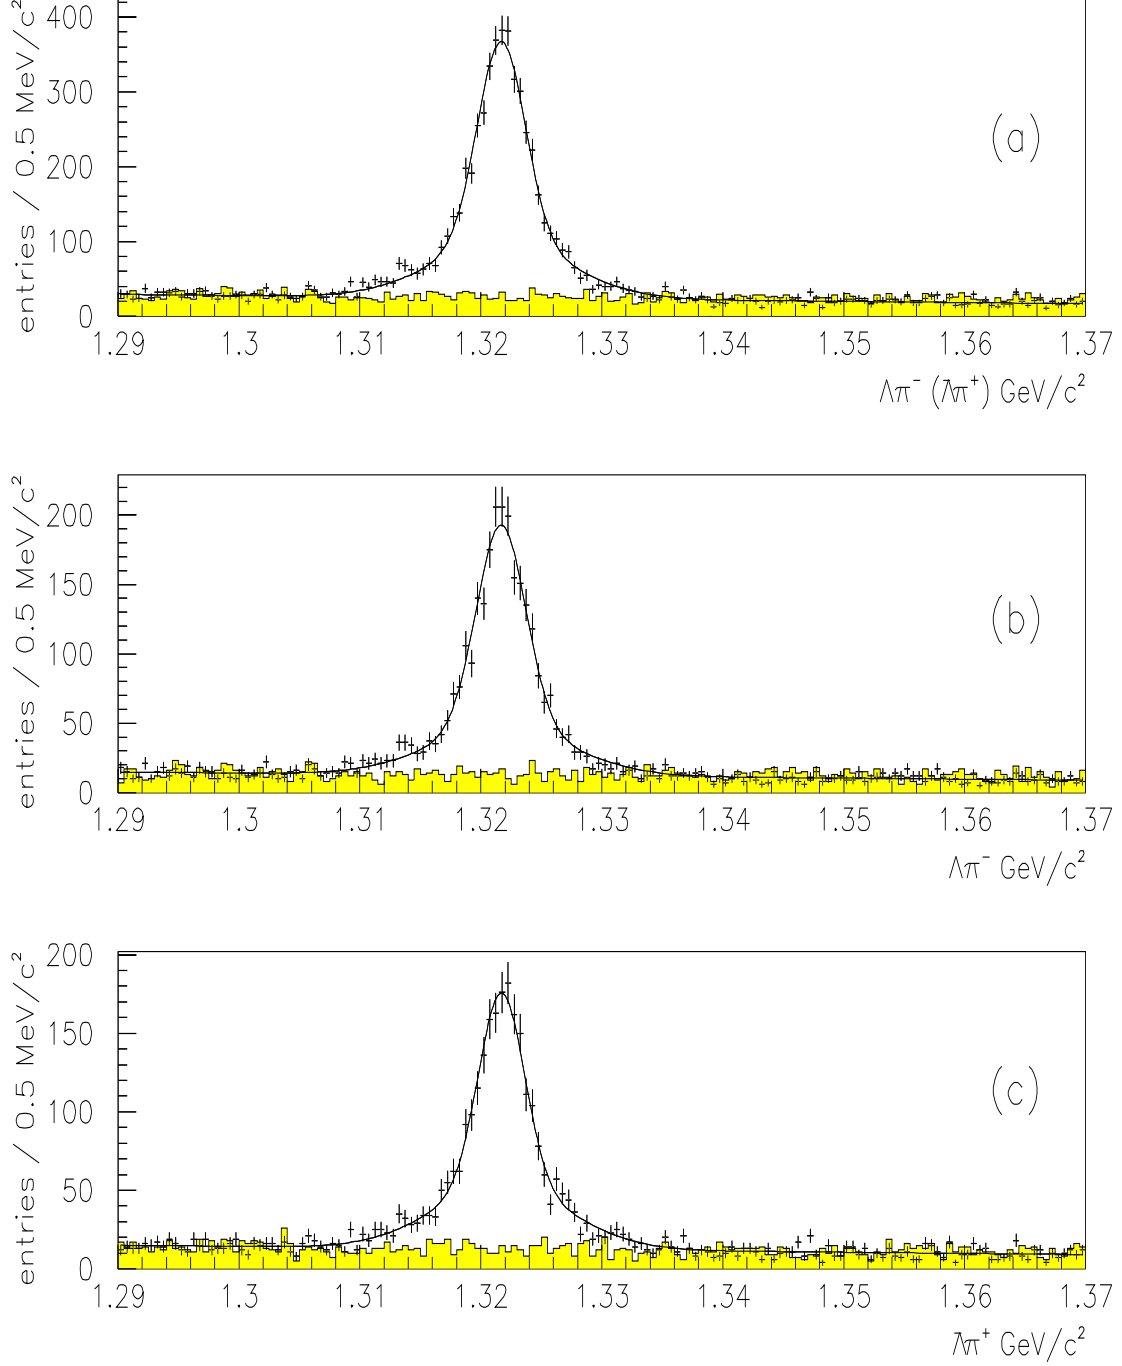 entries / 0.5 MeV/c²
400
300
200
100
0
(a)
1.29 1.3 1.31 1.32 1.33 1.34 1.35 1.36 1.37
Λπ⁻ (Λ̄π⁺) GeV/c²
entries / 0.5 MeV/c²
200
150
100
50
0
(b)
1.29 1.3 1.31 1.32 1.33 1.34 1.35 1.36 1.37
Λπ⁻ GeV/c²
entries / 0.5 MeV/c²
200
150
100
50
0
(c)
1.29 1.3 1.31 1.32 1.33 1.34 1.35 1.36 1.37
Λ̄π⁺ GeV/c²